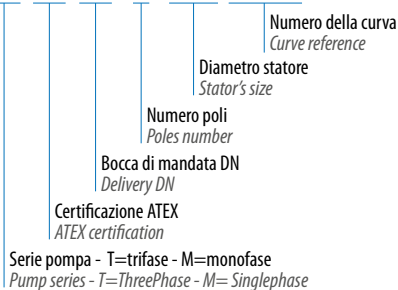 Numero della curva
Curve reference
Diametro statore
Stator's size
Numero poli
Poles number
Bocca di mandata DN
Delivery DN
Certificazione ATEX
ATEX certification
Serie pompa - T=trifase - M=monofase
Pump series - T=ThreePhase - M= Singlephase